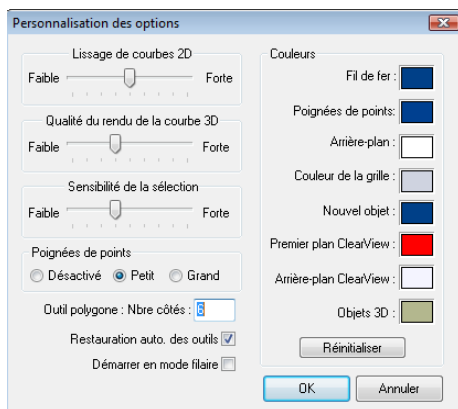 Personnalisation des options
Lissage de courbes 2D
Faible Forte
Qualité du rendu de la courbe 3D
Faible Forte
Sensibilité de la sélection
Faible Forte
Poignées de points
Désactivé Petit Grand
Outil polygone : Nbre côtés : 6
Restauration auto. des outils
Démarrer en mode filaire
Couleurs
Fil de fer :
Poignées de points:
Arrière-plan :
Couleur de la grille :
Nouvel objet :
Premier plan ClearView :
Arrière-plan ClearView :
Objets 3D :
Réinitialiser
OK Annuler